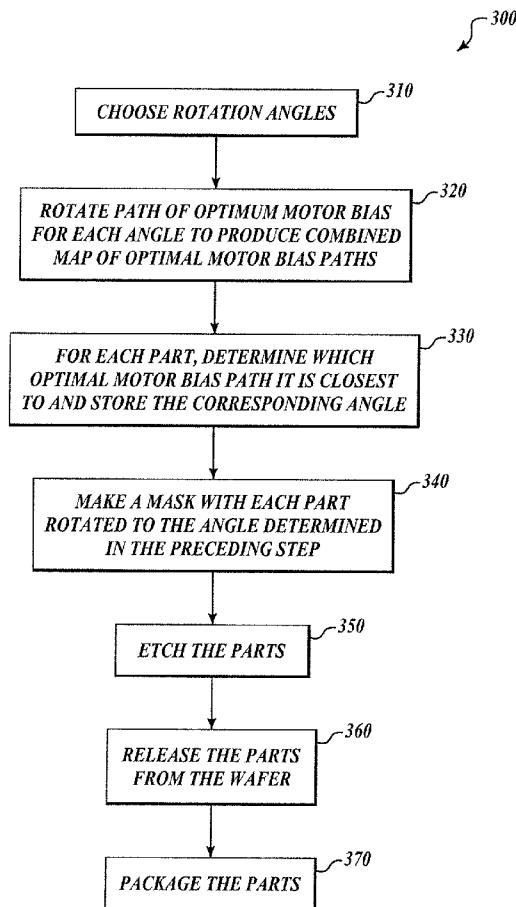 300
310
CHOOSE ROTATION ANGLES
320
ROTATE PATH OF OPTIMUM MOTOR BIAS
FOR EACH ANGLE TO PRODUCE COMBINED
MAP OF OPTIMAL MOTOR BIAS PATHS
330
FOR EACH PART, DETERMINE WHICH
OPTIMAL MOTOR BIAS PATH IT IS CLOSEST
TO AND STORE THE CORRESPONDING ANGLE
340
MAKE A MASK WITH EACH PART
ROTATED TO THE ANGLE DETERMINED
IN THE PRECEDING STEP
350
ETCH THE PARTS
360
RELEASE THE PARTS
FROM THE WAFER
370
PACKAGE THE PARTS